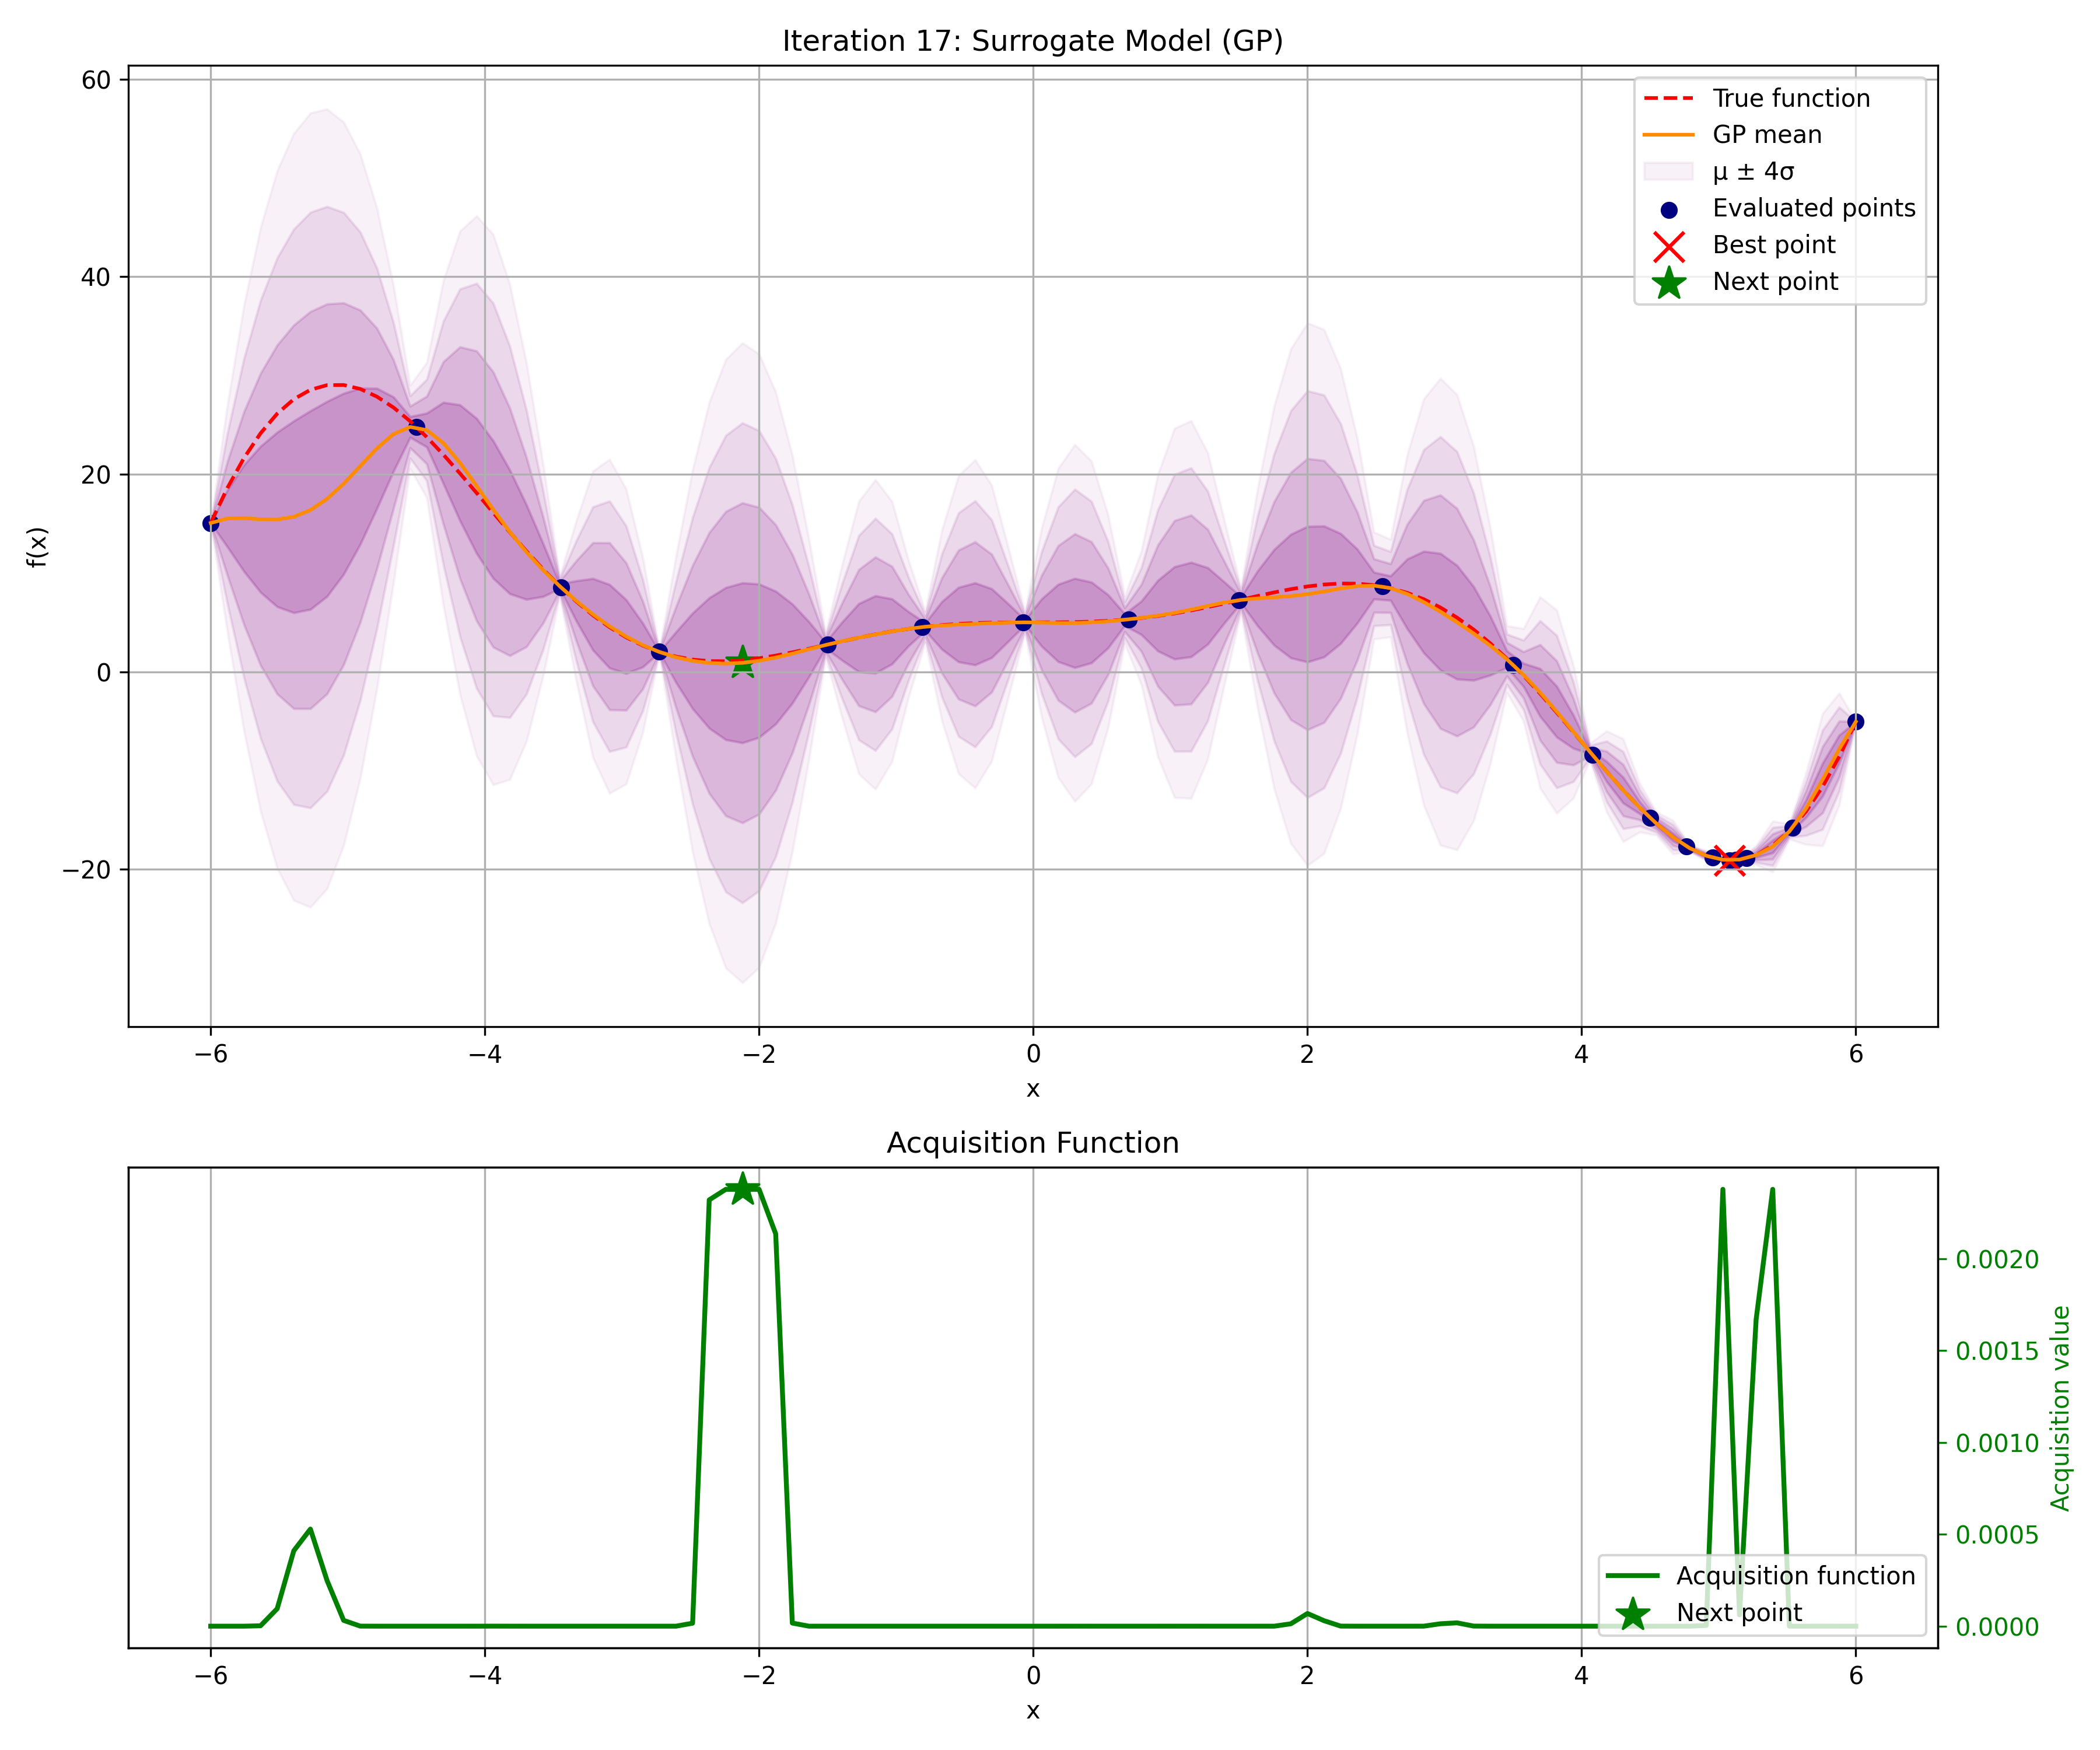 Iteration 17: Surrogate Model (GP)
60
40
20
0
−20
f(x)
True function
GP mean
μ ± 4σ
Evaluated points
Best point
Next point
−6 −4 −2 0 2 4 6
x
Acquisition Function
0.0020
0.0015
0.0010
0.0005
0.0000
Acquisition value
Acquisition function
Next point
−6 −4 −2 0 2 4 6
x